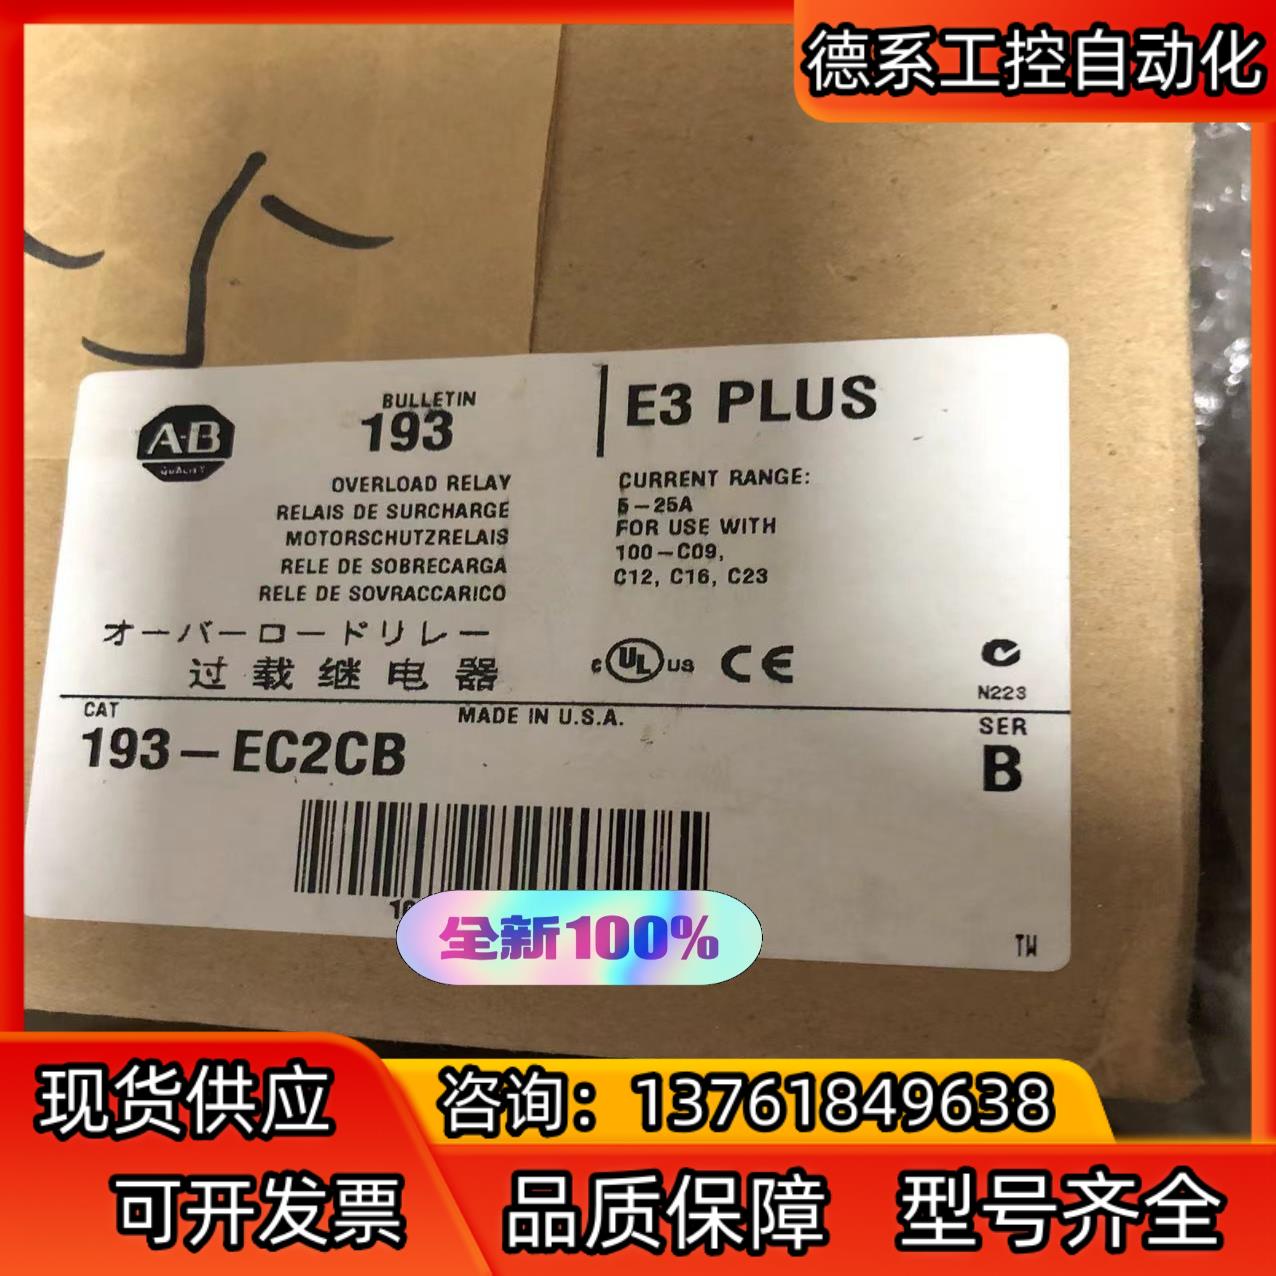 德系工控自动化
A-B
QUALITY
BULLETIN
193
E3 PLUS
OVERLOAD RELAY
RELAIS DE SURCHARGE
MOTORSCHUTZRELAIS
RELE DE SOBRECARGA
RELE DE SOVRACCARICO
オーバーロードリレー
过载继电器
CURRENT RANGE:
5-25A
FOR USE WITH
100-C09,
C12, C16, C23
C UL US CE
N223
CAT
MADE IN U.S.A.
SER
193-EC2CB
B
全新100%
TW
现货供应
咨询：13761849638
可开发票 品质保障 型号齐全